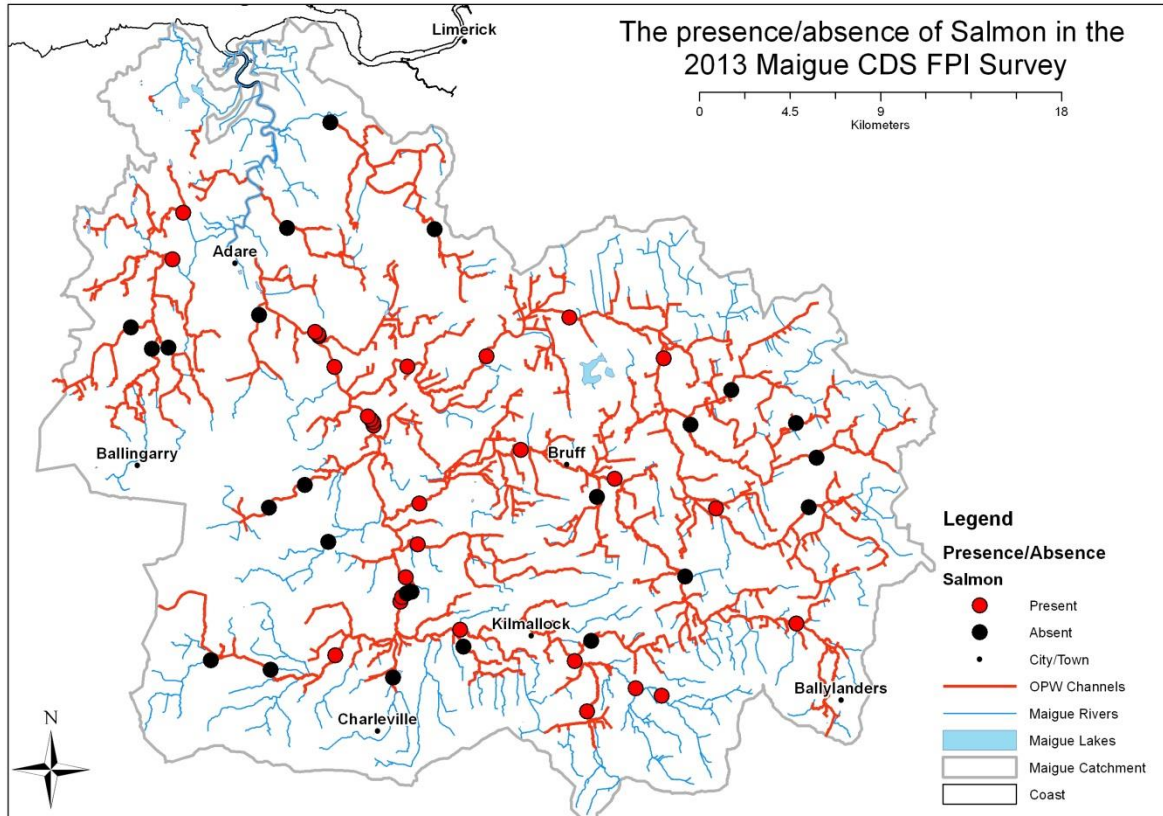 Limerick
The presence/absence of Salmon in the
2013 Maigue CDS FPI Survey
0 4.5 9 18
Kilometers
Adare
Ballingarry
Bruff
Kilmallock
Charleville
Ballylanders
N
Legend
Presence/Absence
Salmon
Present
Absent
City/Town
OPW Channels
Maigue Rivers
Maigue Lakes
Maigue Catchment
Coast